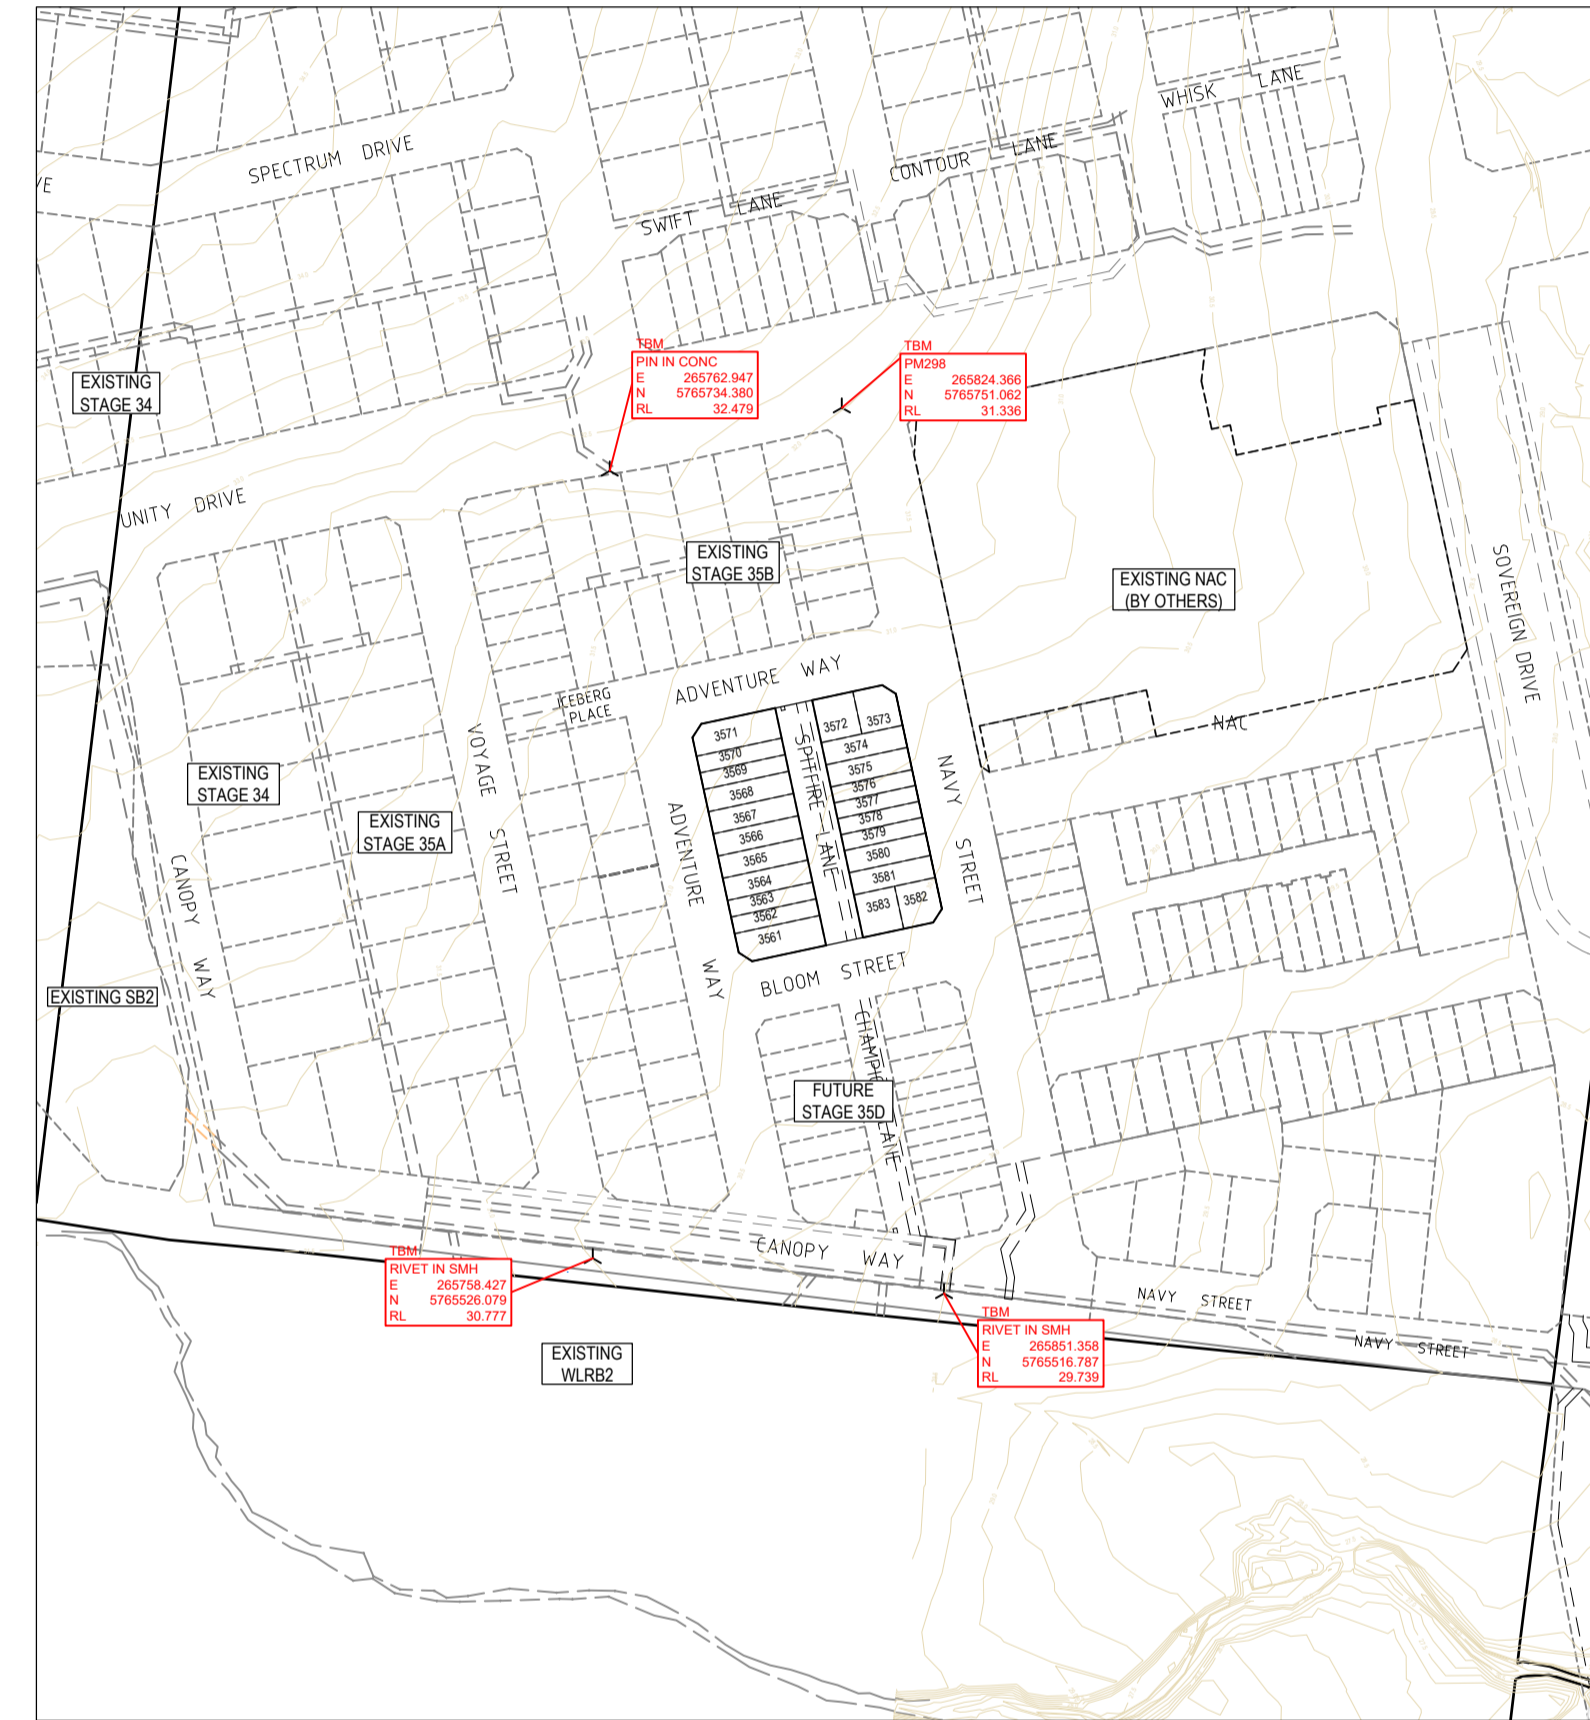 WHISK LANE
SPECTRUM DRIVE
CONTOUR LANE
VE
SWIFT LANE
TBM
PIN IN CONC
E 265762.947
N 5765734.380
RL 32.479
TBM
PM298
E 265824.366
N 5765751.062
RL 31.336
EXISTING
STAGE 34
UNITY DRIVE
EXISTING
STAGE 35B
EXISTING NAC
(BY OTHERS)
SOVEREIGN DRIVE
ADVENTURE WAY
ICEBERG
PLACE
NAC
VOYAGE STREET
3571
3570
3569
3568
3567
3566
3565
3564
3563
3562
3561
SPITFIRE LANE
3572
3573
3574
3575
3576
3577
3578
3579
3580
3581
3583
3582
NAVY STREET
EXISTING
STAGE 34
EXISTING
STAGE 35A
ADVENTURE WAY
CANOPY WAY
BLOOM STREET
EXISTING SB2
FUTURE
STAGE 35D
LANE
CANOPY WAY
TBM
RIVET IN SMH
E 265758.427
N 5765526.079
RL 30.777
NAVY STREET
TBM
RIVET IN SMH
E 265851.358
N 5765516.787
RL 29.739
NAVY STREET
EXISTING
WLRB2